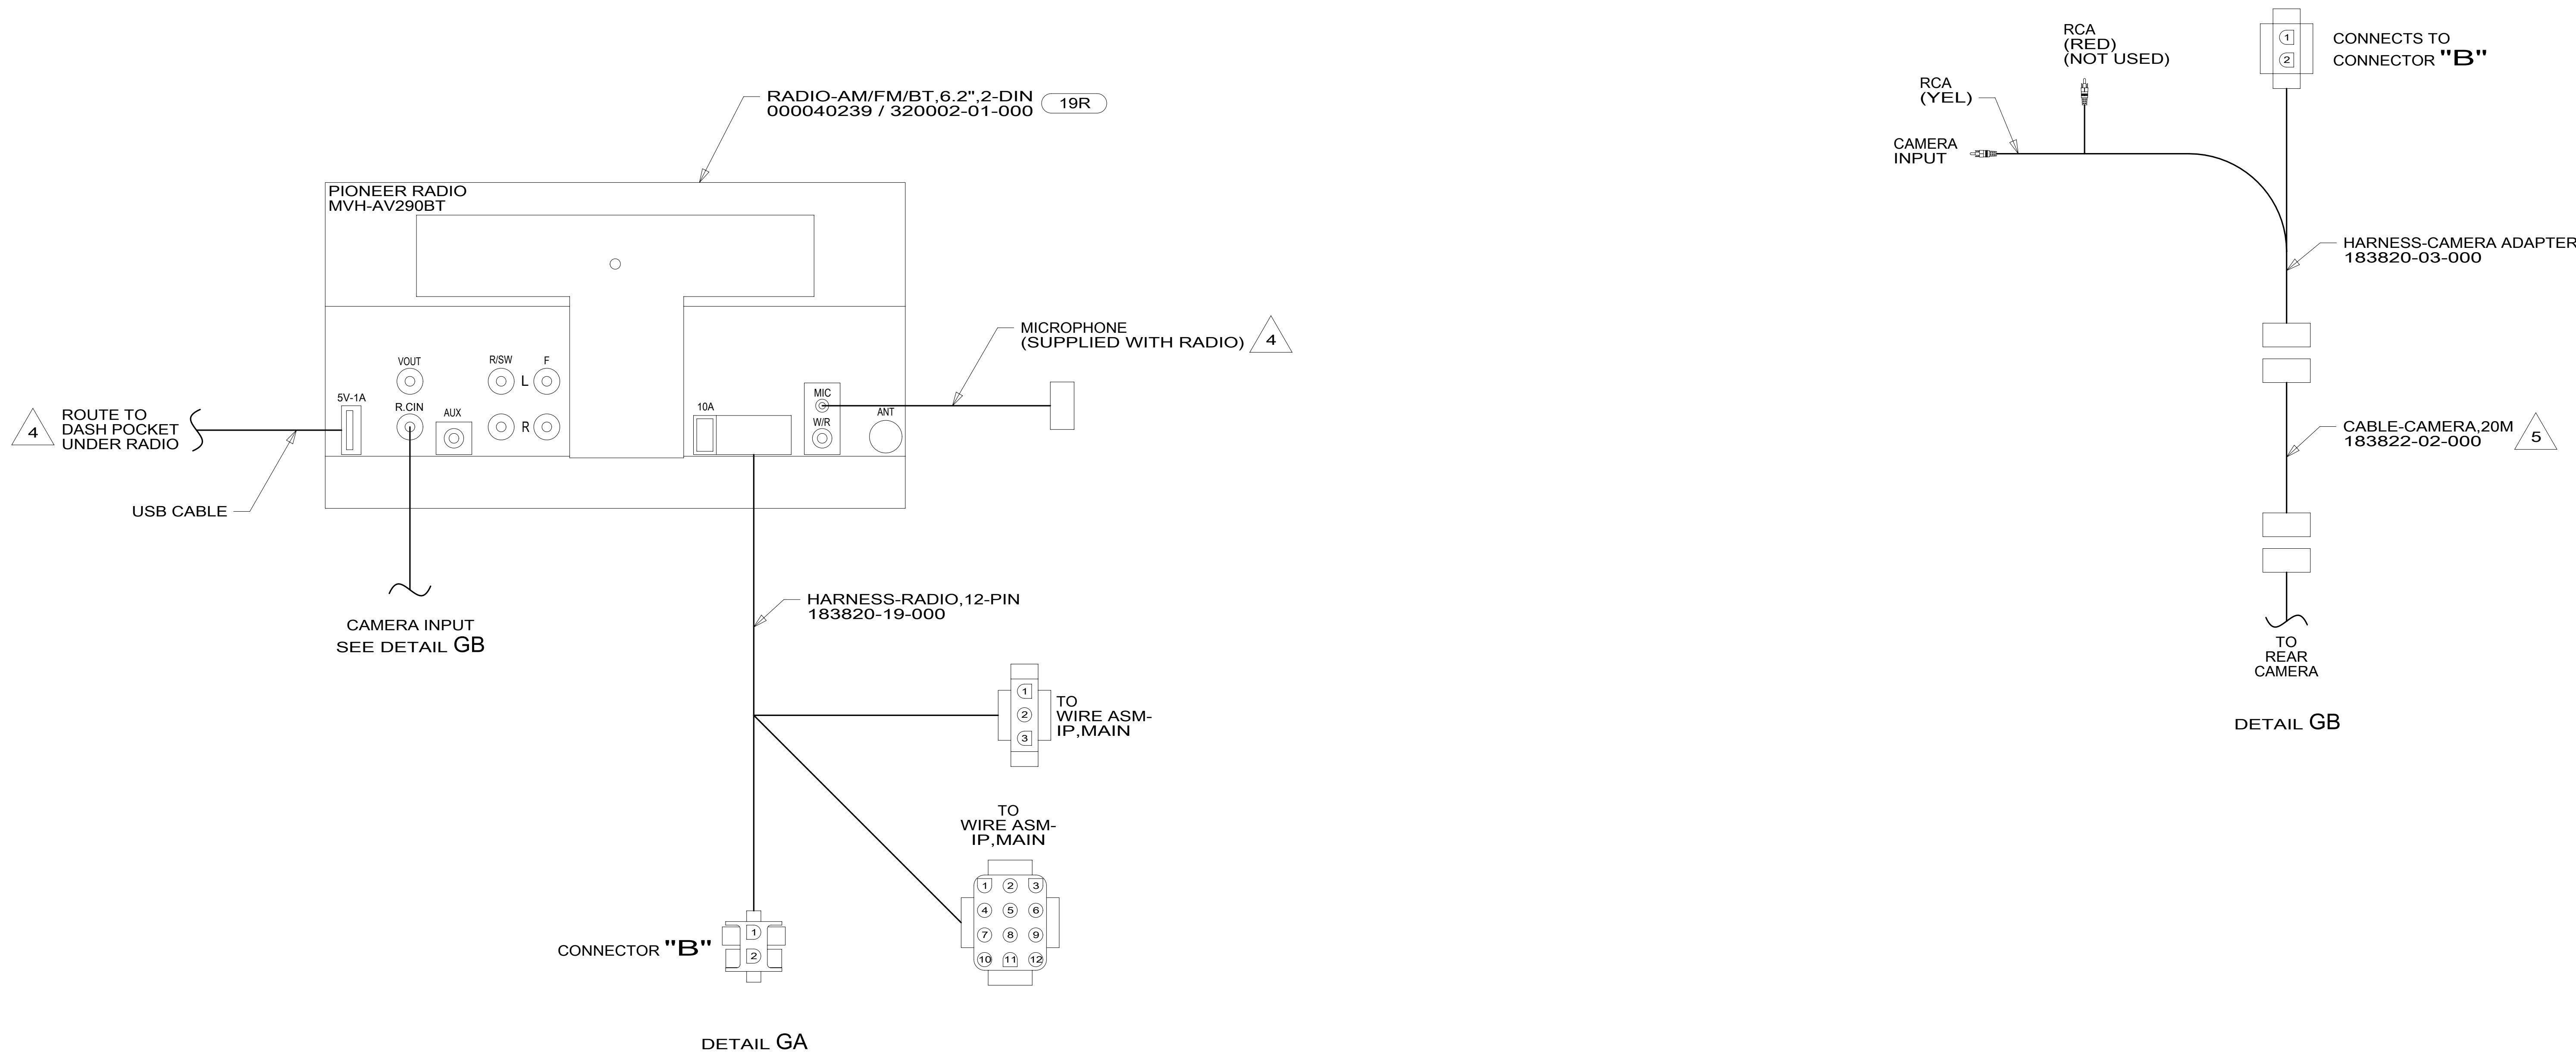 RADIO-AM/FM/BT,6.2",2-DIN
000040239 / 320002-01-000
19R
PIONEER RADIO
MVH-AV290BT
MICROPHONE
(SUPPLIED WITH RADIO)
4
VOUT
R/SW
F
L
5V-1A
R.CIN
AUX
R
10A
MIC
W/R
ANT
4
ROUTE TO
DASH POCKET
UNDER RADIO
USB CABLE
CAMERA INPUT
SEE DETAIL GB
HARNESS-RADIO,12-PIN
183820-19-000
1
2
3
TO
WIRE ASM-
IP,MAIN
TO
WIRE ASM-
IP,MAIN
1 2 3
4 5 6
7 8 9
10 11 12
CONNECTOR "B"
1
2
DETAIL GA
RCA
(RED)
(NOT USED)
RCA
(YEL)
CAMERA
INPUT
1
2
CONNECTS TO
CONNECTOR "B"
HARNESS-CAMERA ADAPTER
183820-03-000
CABLE-CAMERA,20M
183822-02-000
5
TO
REAR
CAMERA
DETAIL GB